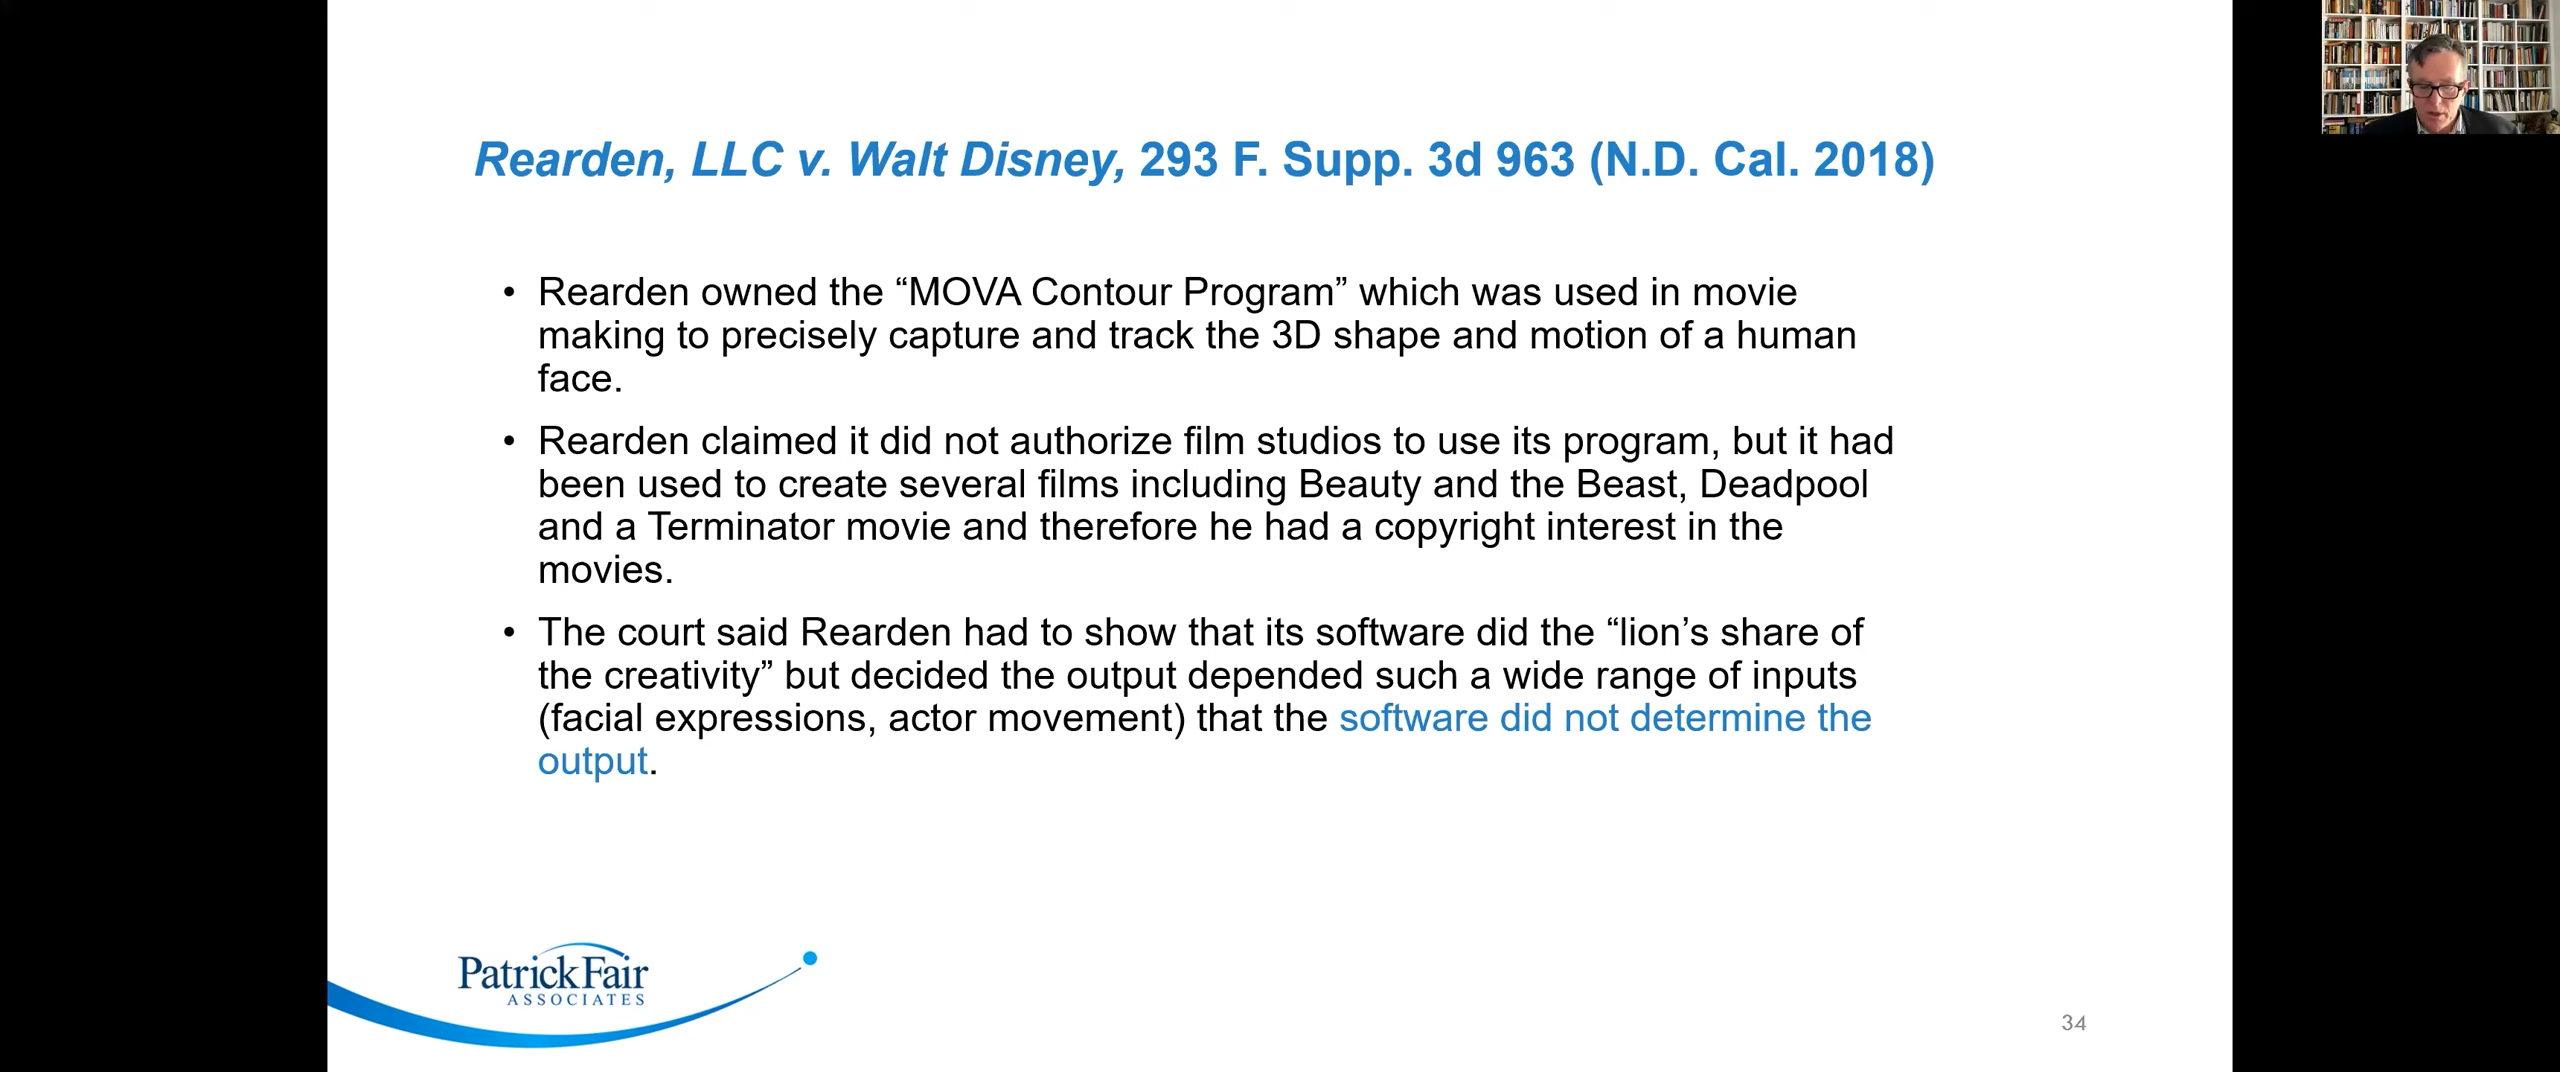 Rearden, LLC v. Walt Disney, 293 F. Supp. 3d 963 (N.D. Cal. 2018)
• Rearden owned the “MOVA Contour Program” which was used in movie
making to precisely capture and track the 3D shape and motion of a human
face.
• Rearden claimed it did not authorize film studios to use its program, but it had
been used to create several films including Beauty and the Beast, Deadpool
and a Terminator movie and therefore he had a copyright interest in the
movies.
• The court said Rearden had to show that its software did the “lion’s share of
the creativity” but decided the output depended such a wide range of inputs
(facial expressions, actor movement) that the software did not determine the
output.
PatrickFair
ASSOCIATES
34